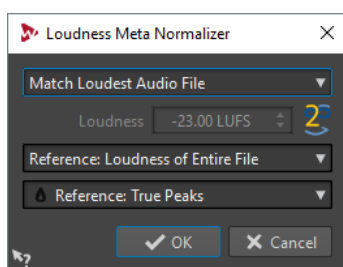 Loudness Meta Normalizer
Match Loudest Audio File
Loudness -23.00 LUFS
Reference: Loudness of Entire File
Reference: True Peaks
OK Cancel
?